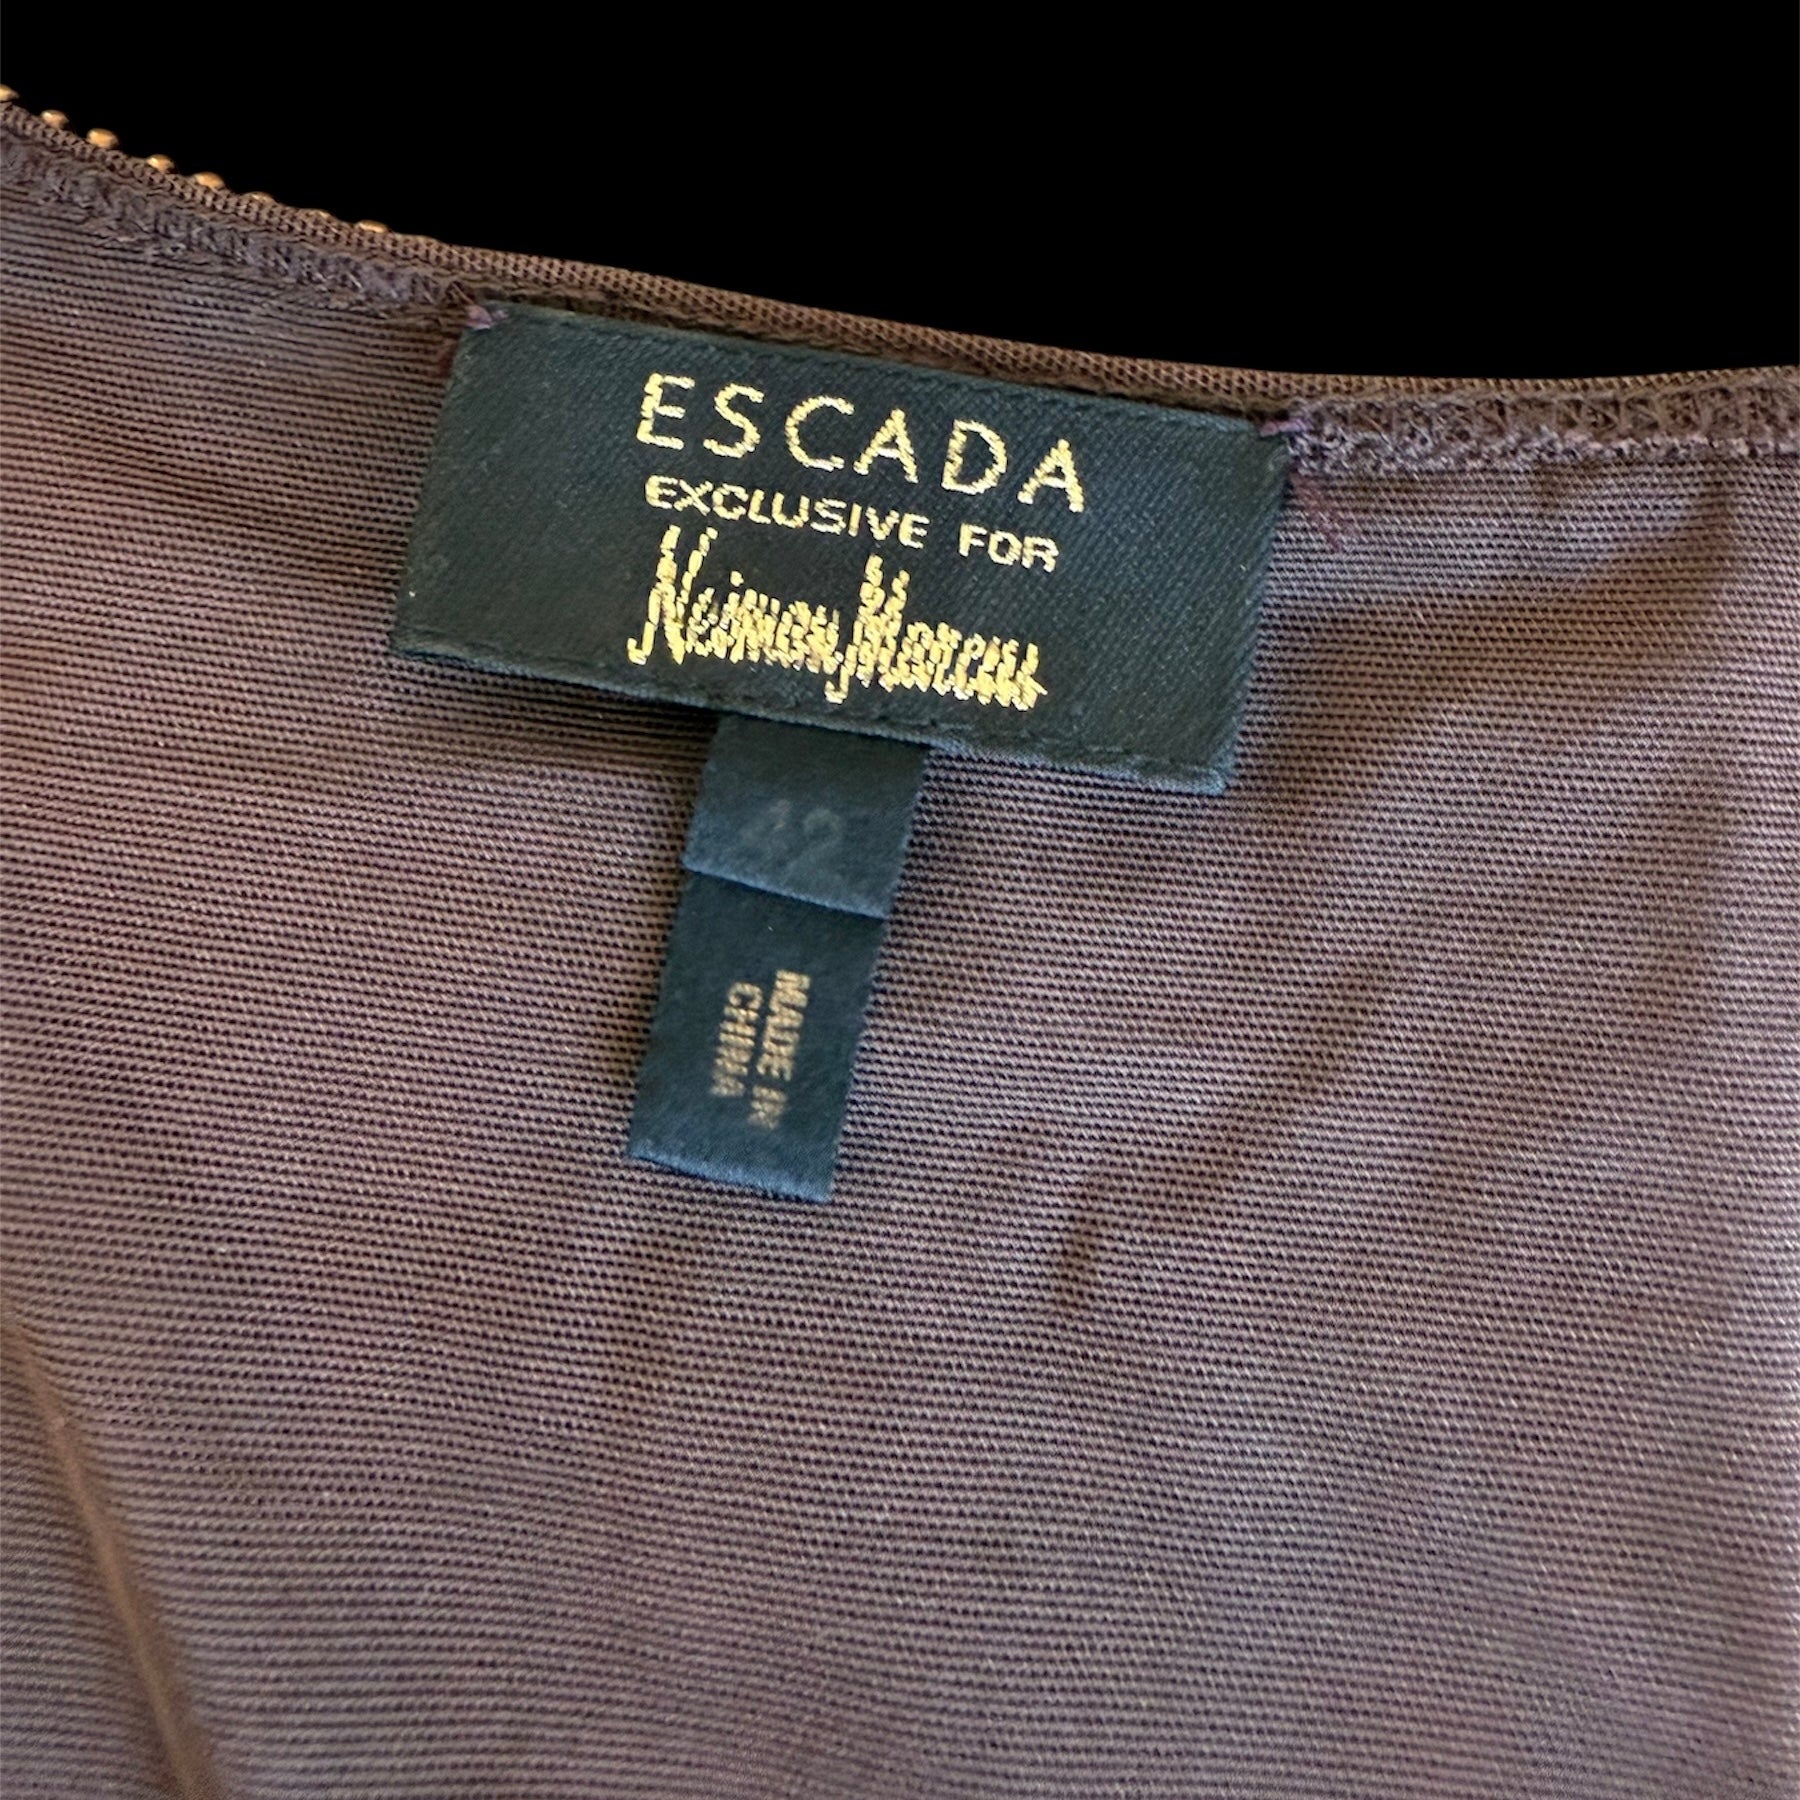 ESCADA
EXCLUSIVE FOR
Neiman Marcus
42
MADE IN
CHINA